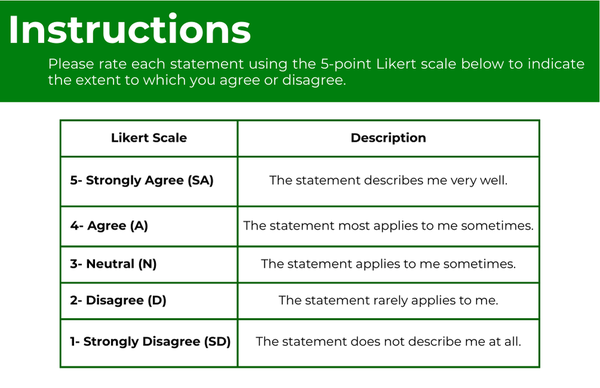 Instructions
Please rate each statement using the 5-point Likert scale below to indicate
the extent to which you agree or disagree.
Likert Scale Description
5- Strongly Agree (SA) The statement describes me very well.
4- Agree (A) The statement most applies to me sometimes.
3- Neutral (N) The statement applies to me sometimes.
2- Disagree (D) The statement rarely applies to me.
1- Strongly Disagree (SD) The statement does not describe me at all.